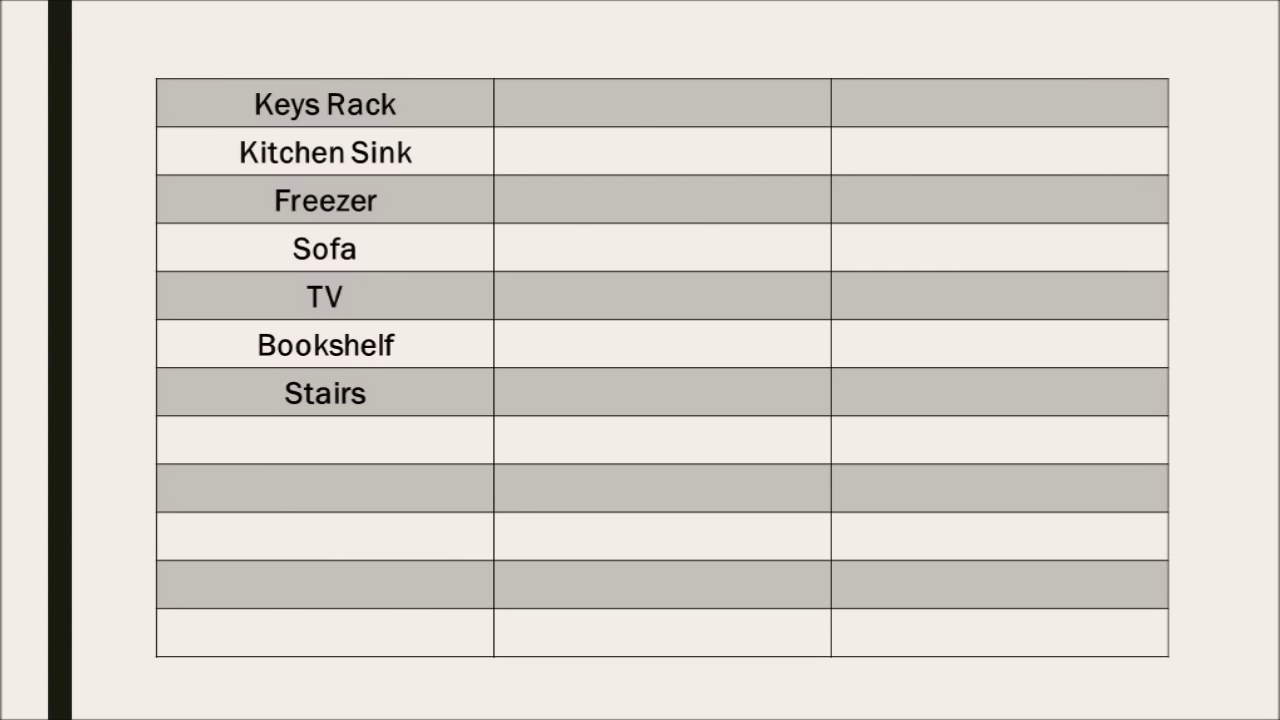 Keys Rack
Kitchen Sink
Freezer
Sofa
TV
Bookshelf
Stairs